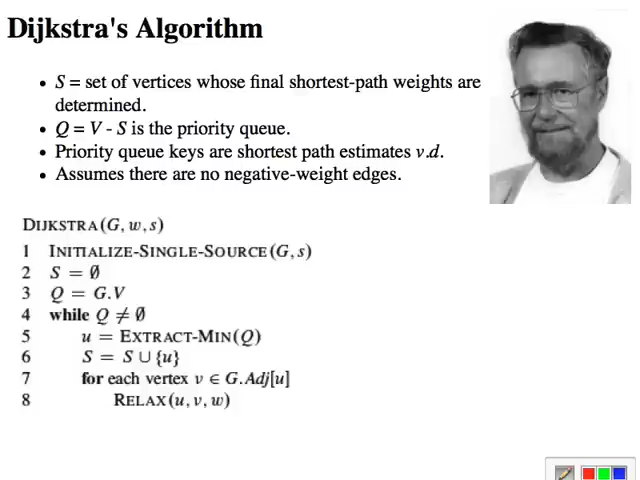 Dijkstra's Algorithm
• S = set of vertices whose final shortest-path weights are
determined.
• Q = V - S is the priority queue.
• Priority queue keys are shortest path estimates v.d.
• Assumes there are no negative-weight edges.
DIJKSTRA(G, w, s)
1 INITIALIZE-SINGLE-SOURCE(G, s)
2 S = ∅
3 Q = G.V
4 while Q ≠ ∅
5 u = EXTRACT-MIN(Q)
6 S = S ∪ {u}
7 for each vertex v ∈ G.Adj[u]
8 RELAX(u, v, w)